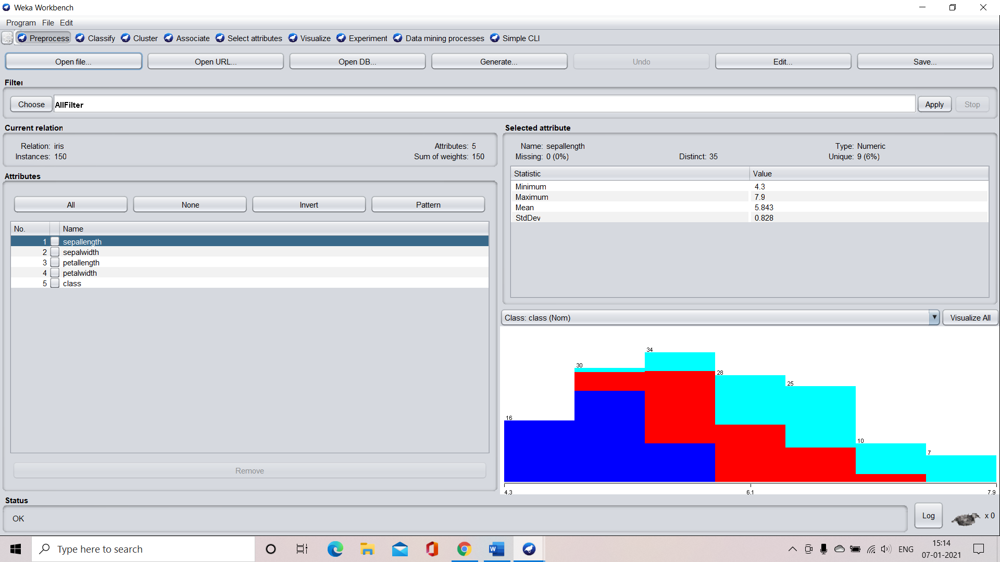 Weka Workbench
Program File Edit
Preprocess Classify Cluster Associate Select attributes Visualize Experiment Data mining processes Simple CLI
Open file... Open URL... Open DB... Generate... Undo Edit... Save...
Filter
Choose AllFilter Apply Stop
Current relation
Relation: iris Attributes: 5
Instances: 150 Sum of weights: 150
Attributes
All None Invert Pattern
No. Name
1 sepallength
2 sepalwidth
3 petallength
4 petalwidth
5 class
Remove
Selected attribute
Name: sepallength Type: Numeric
Missing: 0 (0%) Distinct: 35 Unique: 9 (6%)
Statistic Value
Minimum 4.3
Maximum 7.9
Mean 5.843
StdDev 0.828
Class: class (Nom) Visualize All
34
30
28
25
16
10
7
4.3 6.1 7.9
Status
OK Log x 0
Type here to search
ENG
15:14
07-01-2021